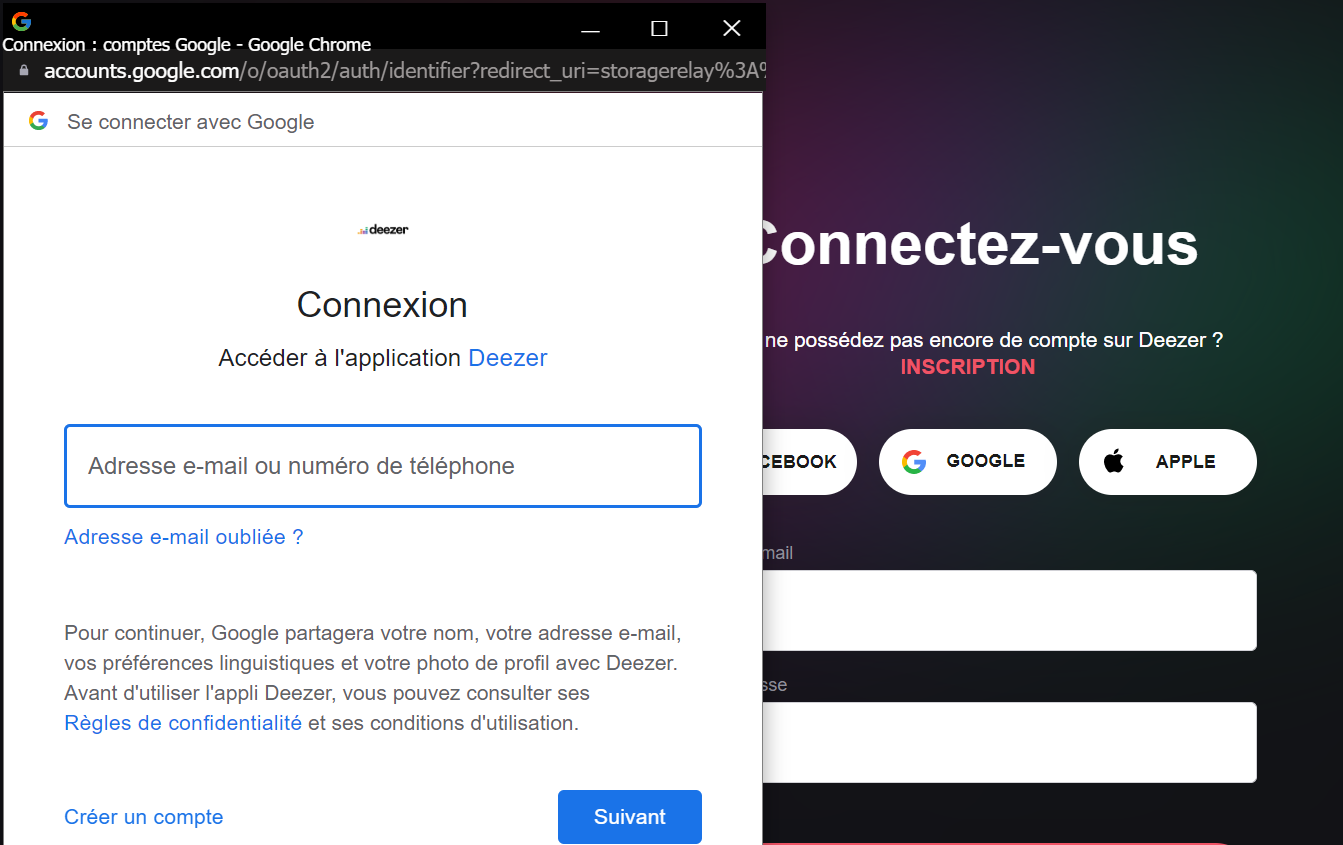 Connexion : comptes Google - Google Chrome
accounts.google.com/o/oauth2/auth/identifier?redirect_uri=storagerelay%3A%
Se connecter avec Google
deezer
Connexion
Accéder à l'application Deezer
Adresse e-mail ou numéro de téléphone
Adresse e-mail oubliée ?
Pour continuer, Google partagera votre nom, votre adresse e-mail,
vos préférences linguistiques et votre photo de profil avec Deezer.
Avant d'utiliser l'appli Deezer, vous pouvez consulter ses
Règles de confidentialité et ses conditions d'utilisation.
Créer un compte
Suivant
Connectez-vous
ne possédez pas encore de compte sur Deezer ?
INSCRIPTION
CEBOOK
GOOGLE
APPLE
mail
sse